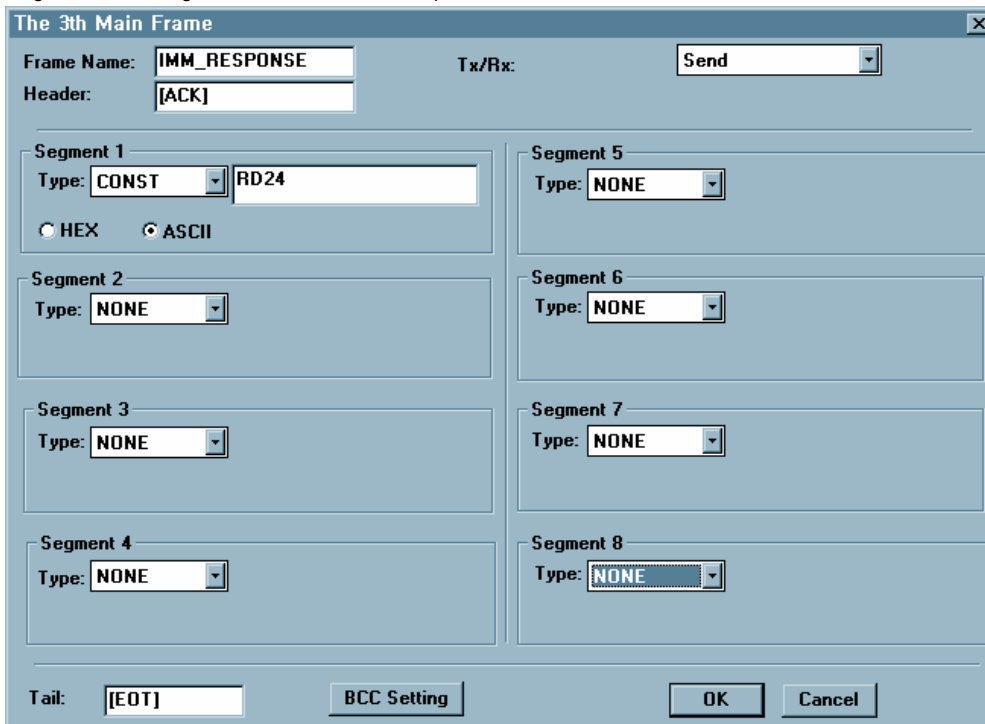 The 3th Main Frame
Frame Name: IMM_RESPONSE Tx/Rx: Send
Header: [ACK]
Segment 1
Type: CONST RD24
HEX ASCII
Segment 2
Type: NONE
Segment 3
Type: NONE
Segment 4
Type: NONE
Segment 5
Type: NONE
Segment 6
Type: NONE
Segment 7
Type: NONE
Segment 8
Type: NONE
Tail: [EOT] BCC Setting OK Cancel